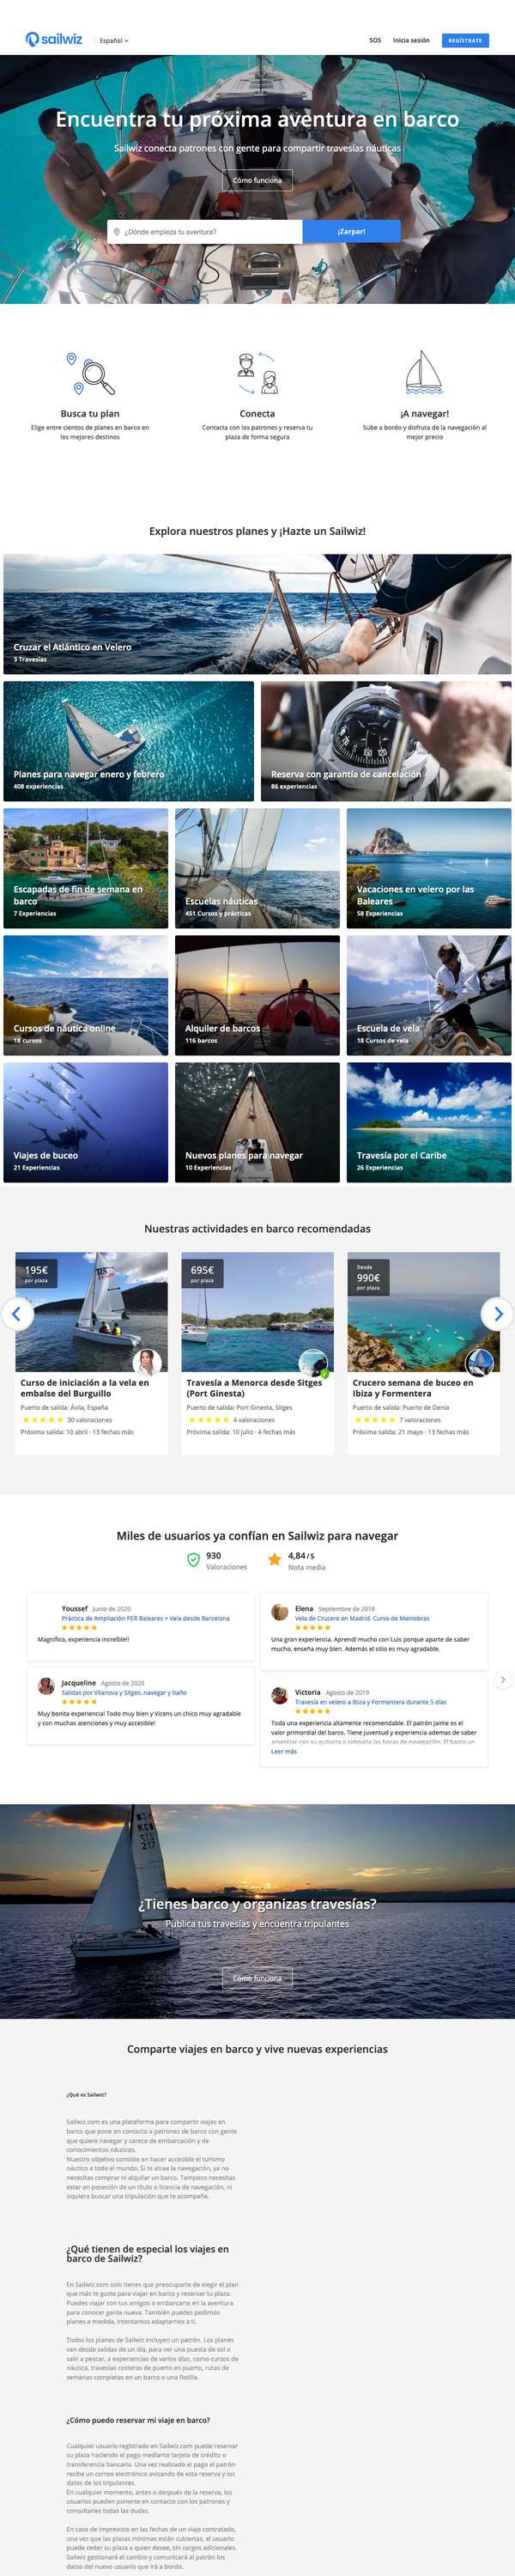 sailwiz
Español
SOS
Inicia sesión
REGÍSTRATE
Encuentra tu próxima aventura en barco
Sailwiz conecta patrones con gente para compartir travesías náuticas
Cómo funciona
¿Dónde empieza tu aventura?
¡Zarpar!
Busca tu plan
Elige entre cientos de planes en barco en
los mejores destinos
Conecta
Contacta con los patrones y reserva tu
plaza de forma segura
¡A navegar!
Sube a bordo y disfruta de la navegación al
mejor precio
Explora nuestros planes y ¡Hazte un Sailwiz!
Cruzar el Atlántico en Velero
3 Travesías
Planes para navegar enero y febrero
408 experiencias
Reserva con garantía de cancelación
86 experiencias
Escapadas de fin de semana en
barco
7 Experiencias
Escuelas náuticas
451 Cursos y prácticas
Vacaciones en velero por las
Baleares
58 Experiencias
Cursos de náutica online
18 cursos
Alquiler de barcos
116 barcos
Escuela de vela
18 Cursos de vela
Viajes de buceo
21 Experiencias
Nuevos planes para navegar
10 Experiencias
Travesía por el Caribe
26 Experiencias
Nuestras actividades en barco recomendadas
195€
por plaza
Curso de iniciación a la vela en
embalse del Burguillo
Puerto de salida: Ávila, España
30 valoraciones
Próxima salida: 10 abril · 13 fechas más
695€
por plaza
Travesía a Menorca desde Sitges
(Port Ginesta)
Puerto de salida: Port Ginesta, Sitges
4 valoraciones
Próxima salida: 10 julio · 4 fechas más
Desde
990€
por plaza
Crucero semana de buceo en
Ibiza y Formentera
Puerto de salida: Puerto de Denia
7 valoraciones
Próxima salida: 21 mayo · 13 fechas más
Miles de usuarios ya confían en Sailwiz para navegar
930
Valoraciones
4,84 /5
Nota media
Youssef Junio de 2020
Práctica de Ampliación PER Baleares + Vela desde Barcelona
Magnífico, experiencia increíble!!
Elena Septiembre de 2018
Vela de Crucero en Madrid. Curso de Maniobras
Una gran experiencia. Aprendí mucho con Luis porque aparte de saber
mucho, enseña muy bien. Además el sitio es muy agradable.
Jacqueline Agosto de 2020
Salidas por Vilanova y Sitges..navegar y baño
Muy bonita experiencia! Todo muy bien y Vicens un chico muy agradable
y con muchas atenciones y muy accesible!
Victoria Agosto de 2019
Travesía en velero a Ibiza y Formentera durante 5 días
Toda una experiencia altamente recomendable. El patrón Jaime es el
valor primordial del barco. Tiene juventud y experiencia ademas de saber
amenizar con su guitarra o simpatia las horas de navegación. El barco un
Leer más
¿Tienes barco y organizas travesías?
Publica tus travesías y encuentra tripulantes
Cómo funciona
Comparte viajes en barco y vive nuevas experiencias
¿Qué es Sailwiz?
Sailwiz.com es una plataforma para compartir viajes en
barco que pone en contacto a patrones de barco con gente
que quiere navegar y carece de embarcación y de
conocimientos náuticos.
Nuestro objetivo consiste en hacer accesible el turismo
náutico a todo el mundo. Si te atrae la navegación, ya no
necesitas comprar ni alquilar un barco. Tampoco necesitas
estar en posesión de un título o licencia de navegación, ni
siquiera buscar una tripulación que te acompañe.
¿Qué tienen de especial los viajes en
barco de Sailwiz?
En Sailwiz.com solo tienes que preocuparte de elegir el plan
que más te guste para viajar en barco y reservar tu plaza.
Puedes viajar con tus amigos o embarcarte en la aventura
para conocer gente nueva. También puedes pedirnos
planes a medida, intentamos adaptarnos a ti.
Todos los planes de Sailwiz incluyen un patrón. Los planes
van desde salidas de un día, para ver una puesta de sol o
salir a pescar, a experiencias de varios días, como cursos de
náutica, travesías costeras de puerto en puerto, rutas de
semanas completas en un barco o una flotilla.
¿Cómo puedo reservar mi viaje en barco?
Cualquier usuario registrado en Sailwiz.com puede reservar
su plaza haciendo el pago mediante tarjeta de crédito o
transferencia bancaria. Una vez realizado el pago el patrón
recibe un correo electrónico avisando de esta reserva y los
datos de los tripulantes.
En cualquier momento, antes o después de la reserva, los
usuarios pueden ponerse en contacto con los patrones y
consultarles todas las dudas.
En caso de imprevisto en las fechas de un viaje contratado,
una vez que las plazas mínimas están cubiertas, el usuario
puede ceder su plaza a quien desee, sin cargos adicionales.
Sailwiz gestionará el cambio y comunicará al patrón los
datos del nuevo usuario que irá a bordo.